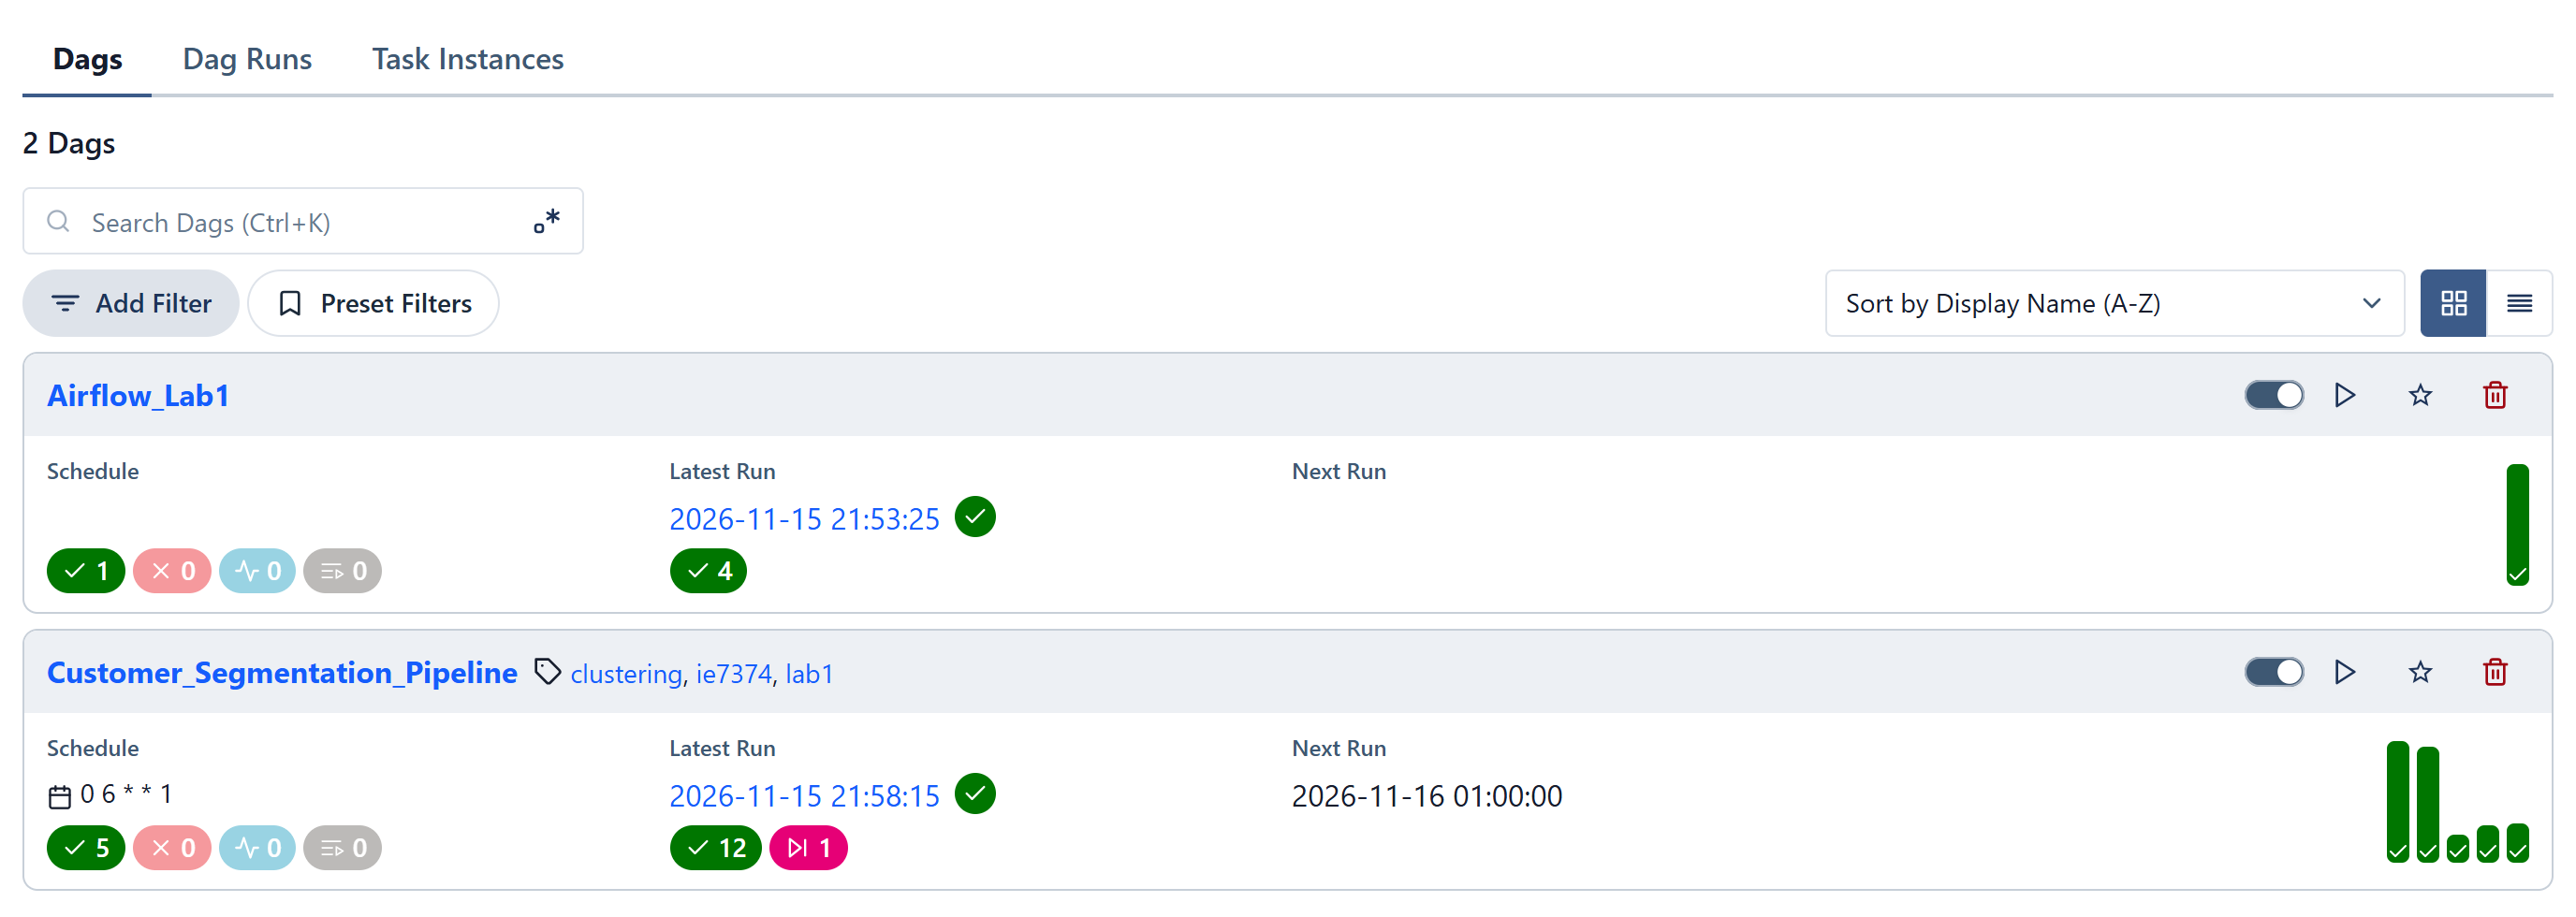 Dags Dag Runs Task Instances
2 Dags
Search Dags (Ctrl+K)
Add Filter Preset Filters Sort by Display Name (A-Z)
Airflow_Lab1
Schedule Latest Run Next Run
2026-11-15 21:53:25
1 0 0 0 4
Customer_Segmentation_Pipeline clustering, ie7374, lab1
Schedule Latest Run Next Run
0 6 * * 1 2026-11-15 21:58:15 2026-11-16 01:00:00
5 0 0 0 12 1